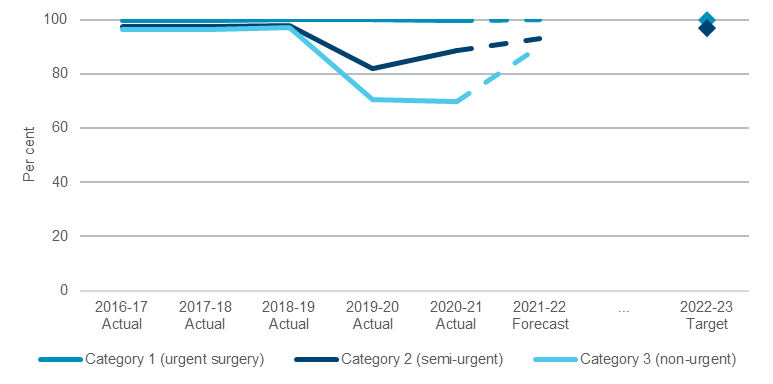 100
80
60
40
20
0
Per cent
2016-17 Actual
2017-18 Actual
2018-19 Actual
2019-20 Actual
2020-21 Actual
2021-22 Forecast
...
2022-23 Target
Category 1 (urgent surgery)
Category 2 (semi-urgent)
Category 3 (non-urgent)